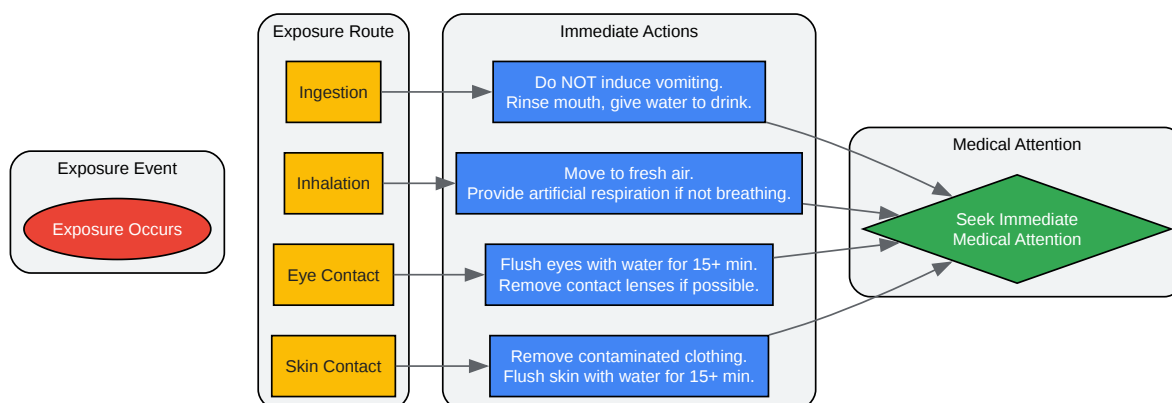 Exposure Event
Exposure Occurs
Exposure Route
Ingestion
Inhalation
Eye Contact
Skin Contact
Immediate Actions
Do NOT induce vomiting.
Rinse mouth, give water to drink.
Move to fresh air.
Provide artificial respiration if not breathing.
Flush eyes with water for 15+ min.
Remove contact lenses if possible.
Remove contaminated clothing.
Flush skin with water for 15+ min.
Medical Attention
Seek Immediate
Medical Attention